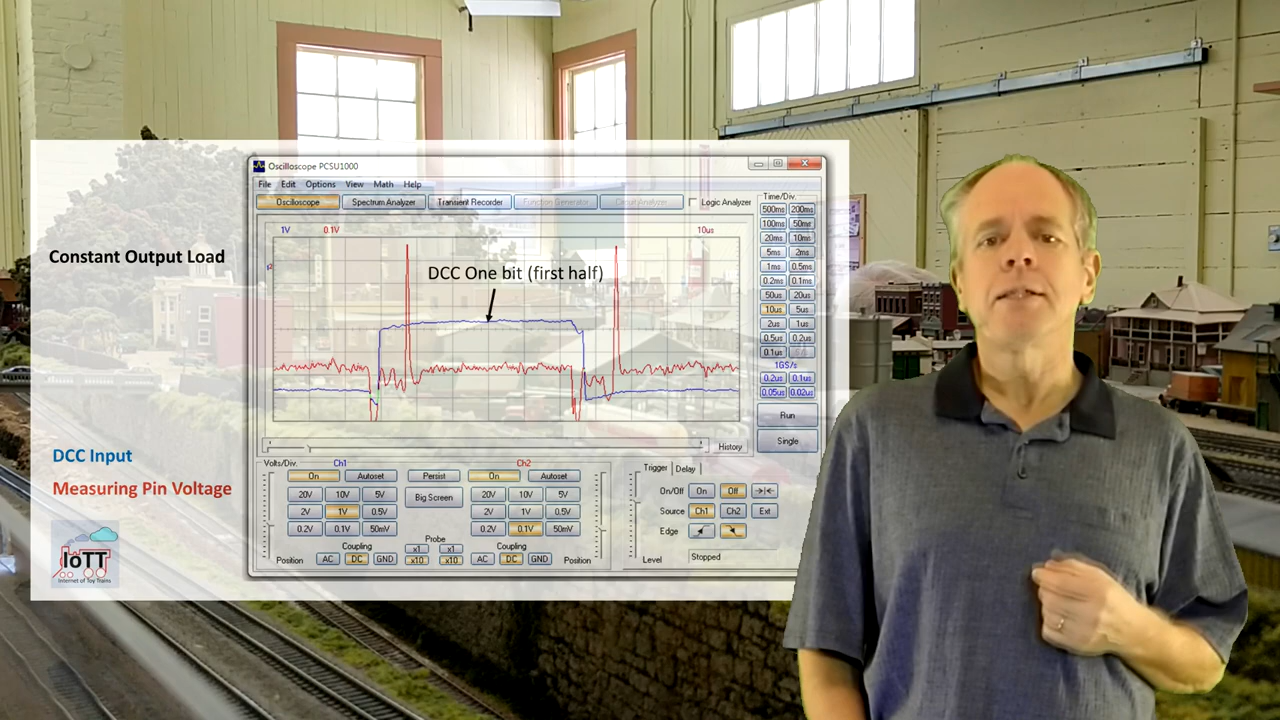 Oscilloscope PCSU1000
File Edit Options View Math Help
Oscilloscope Spectrum Analyzer Transient Recorder Function Generator Circuit Analyzer Logic Analyzer
Time/Div.
500ms 200ms
100ms 50ms
20ms 10ms
5ms 2ms
1ms 0.5ms
0.2ms 0.1ms
50us 20us
10us 5us
2us 1us
0.5us 0.2us
0.1us
1GS/s
0.2us 0.1us
0.05us 0.02us
Run
Single
1V 0.1V 10us
Constant Output Load
DCC One bit (first half)
DCC Input
Measuring Pin Voltage
IoTT
Internet of Toy Trains
History
Volts/Div. Ch1 Ch2
On Autoset Persist On Autoset
20V 10V 5V Big Screen 20V 10V 5V
2V 1V 0.5V 2V 1V 0.5V
0.2V 0.1V 50mV 0.2V 0.1V 50mV
Coupling Probe Coupling
x1 x1
Position AC DC GND x10 x10 AC DC GND Position
Trigger Delay
On/Off On Off
Source Ch1 Ch2 Ext
Edge
Level Stopped